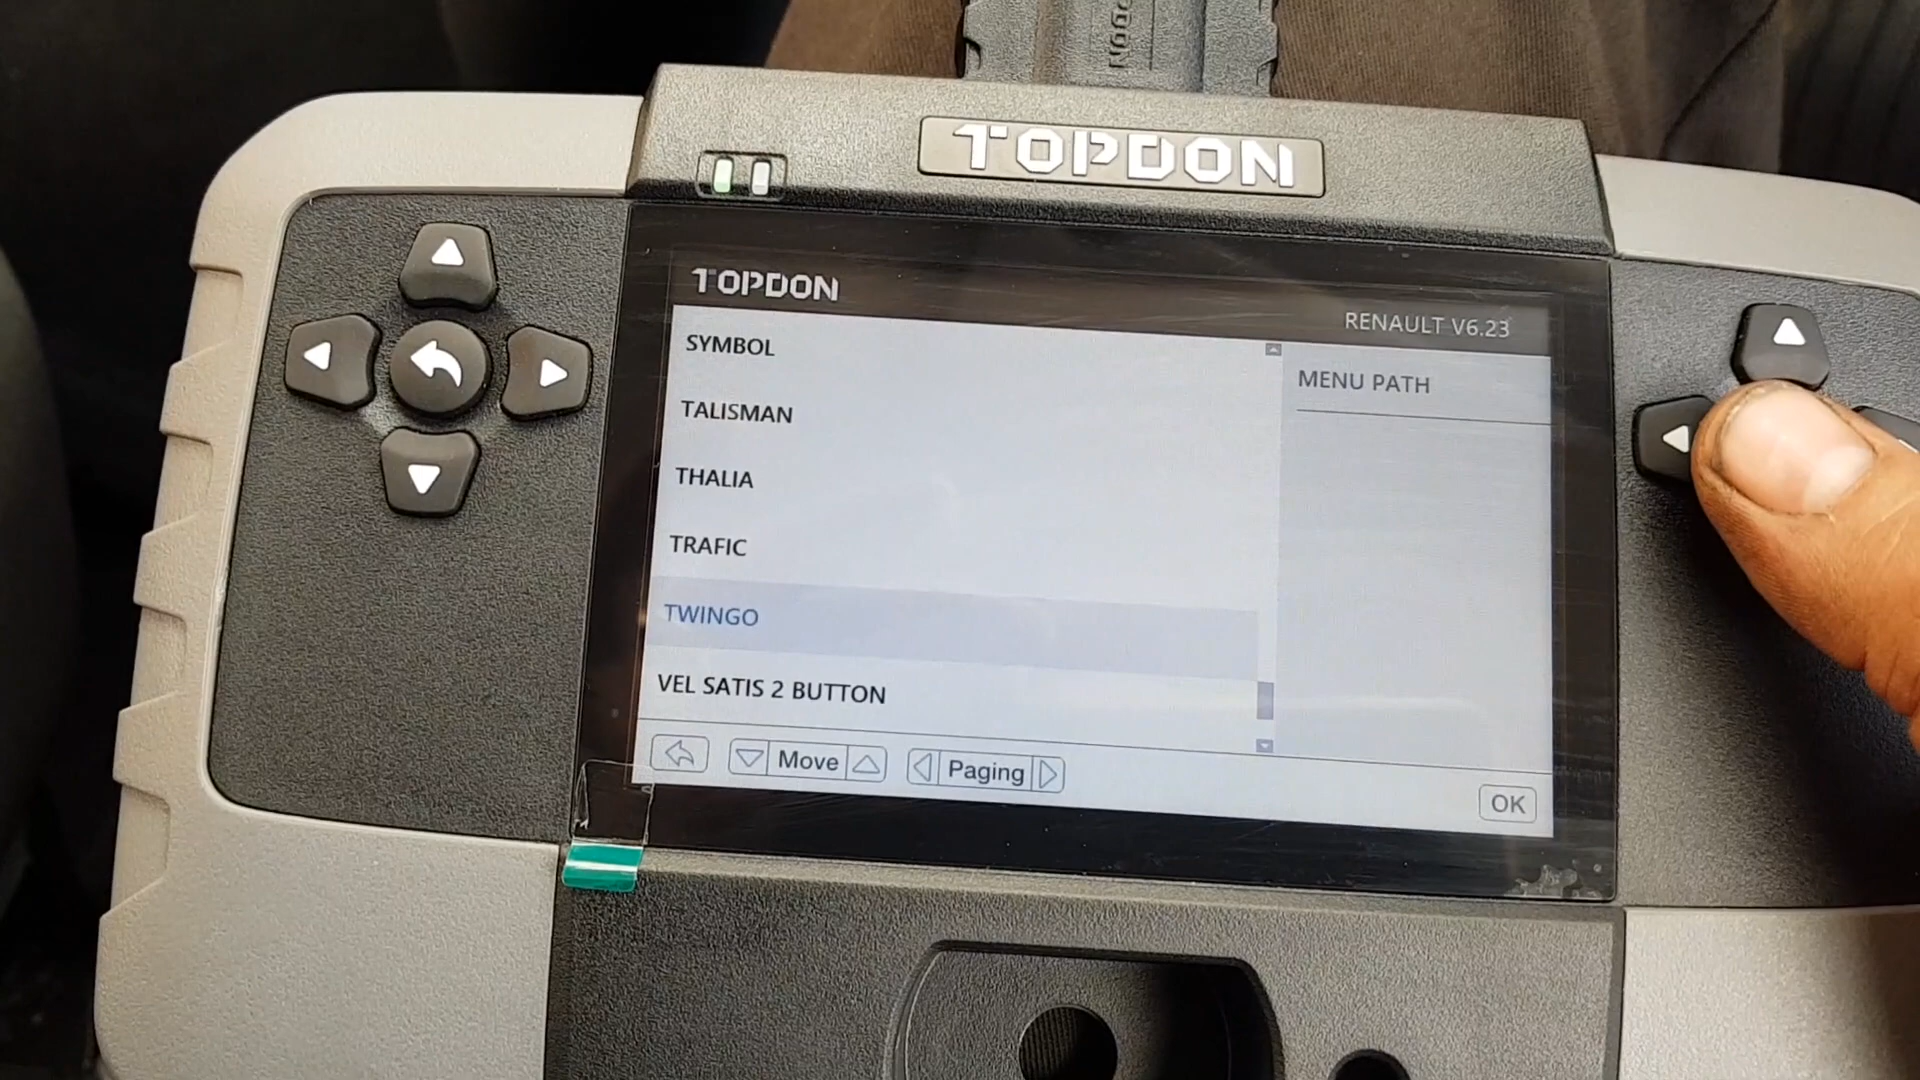 TOPDON
TOPDON
RENAULT V6.23
SYMBOL
TALISMAN
THALIA
TRAFIC
TWINGO
VEL SATIS 2 BUTTON
MENU PATH
Move
Paging
OK